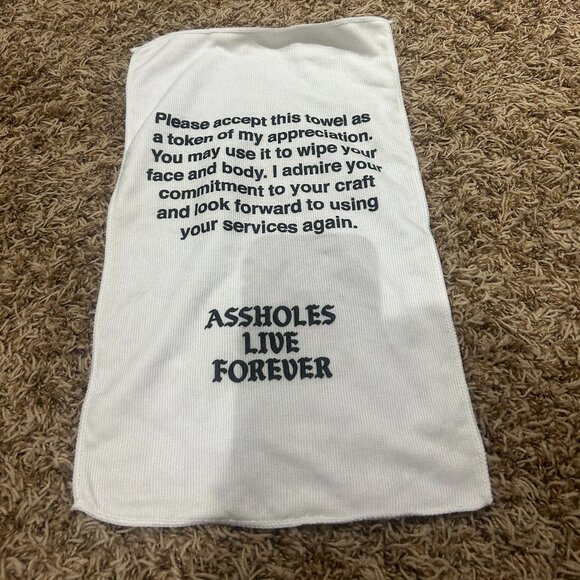 Please accept this towel as
a token of my appreciation.
You may use it to wipe your
face and body. I admire your
commitment to your craft
and look forward to using
your services again.
ASSHOLES
LIVE
FOREVER